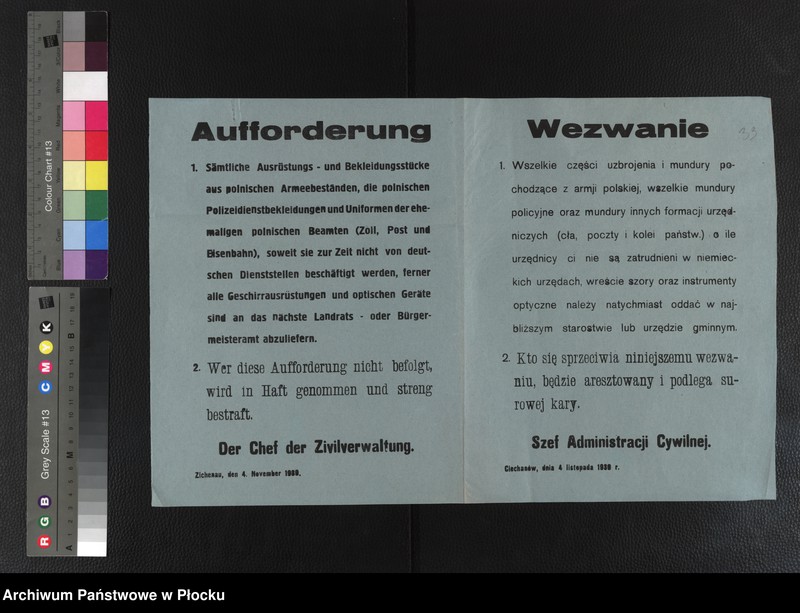 Aufforderung
1. Sämtliche Ausrüstungs - und Bekleidungsstücke
aus polnischen Armeebeständen, die polnischen
Polizeidienstbekleidungen und Uniformen der ehe-
maligen polnischen Beamten (Zoll, Post und
Eisenbahn), soweit sie zur Zeit nicht von deut-
schen Dienststellen beschäftigt werden, ferner
alle Geschirrausrüstungen und optischen Geräte
sind an das nächste Landrats - oder Bürger-
meisteramt abzuliefern.
2. Wer diese Aufforderung nicht befolgt,
wird in Haft genommen und streng
bestraft.
Der Chef der Zivilverwaltung.
Zichenau, den 4. November 1939.
Wezwanie
1. Wszelkie części uzbrojenia i mundury po-
chodzące z armji polskiej, wszelkie mundury
policyjne oraz mundury innych formacji urzęd-
niczych (cła, poczty i kolei państw.) o ile
urzędnicy ci nie są zatrudnieni w niemiec-
kich urzędach, wreście szory oraz instrumenty
optyczne należy natychmiast oddać w naj-
bliższym starostwie lub urzędzie gminnym.
2. Kto się sprzeciwia niniejszemu wezwa-
niu, będzie aresztowany i podlega su-
rowej kary.
Szef Administracji Cywilnej.
Ciechanów, dnia 4 listopada 1939 r.
Colour Chart #13
Grey Scale #13
R G B
C M Y K
A
M
B
Archiwum Państwowe w Płocku